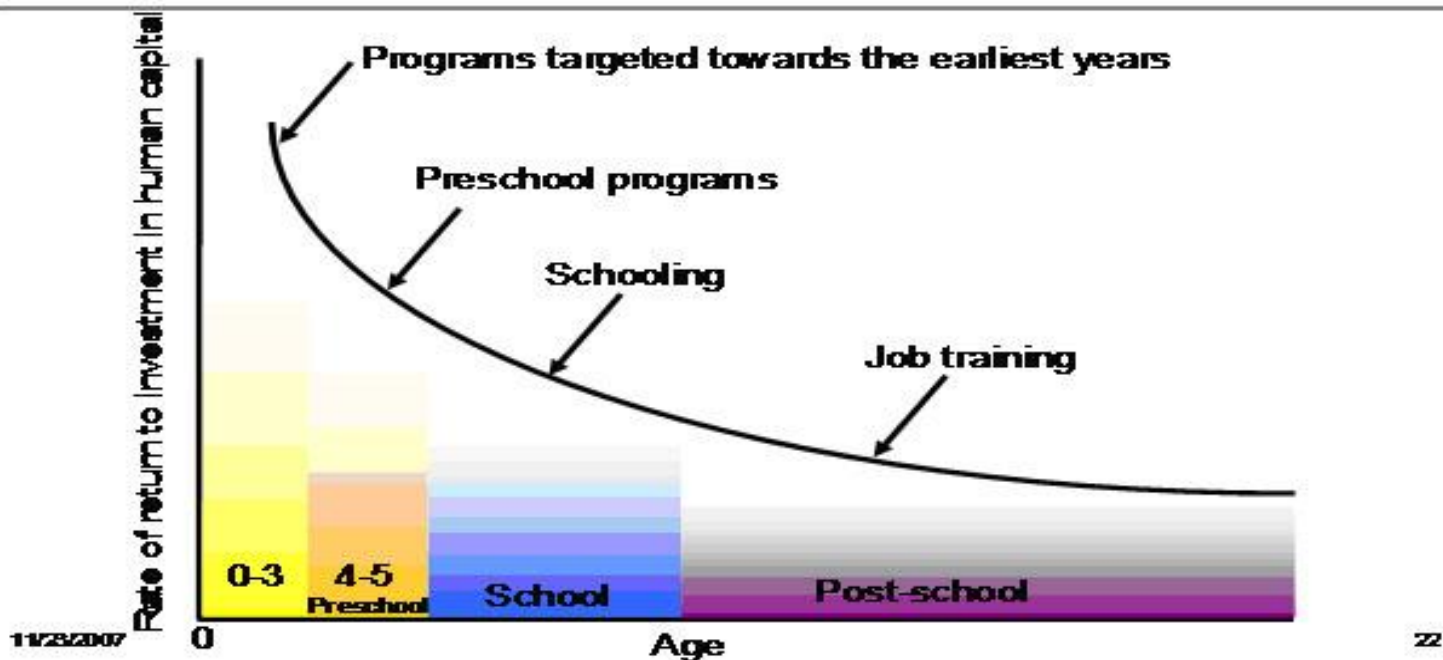 Rate of return to investment in human capital
Programs targeted towards the earliest years
Preschool programs
Schooling
Job training
0-3
4-5
Preschool
School
Post-school
0
Age
22